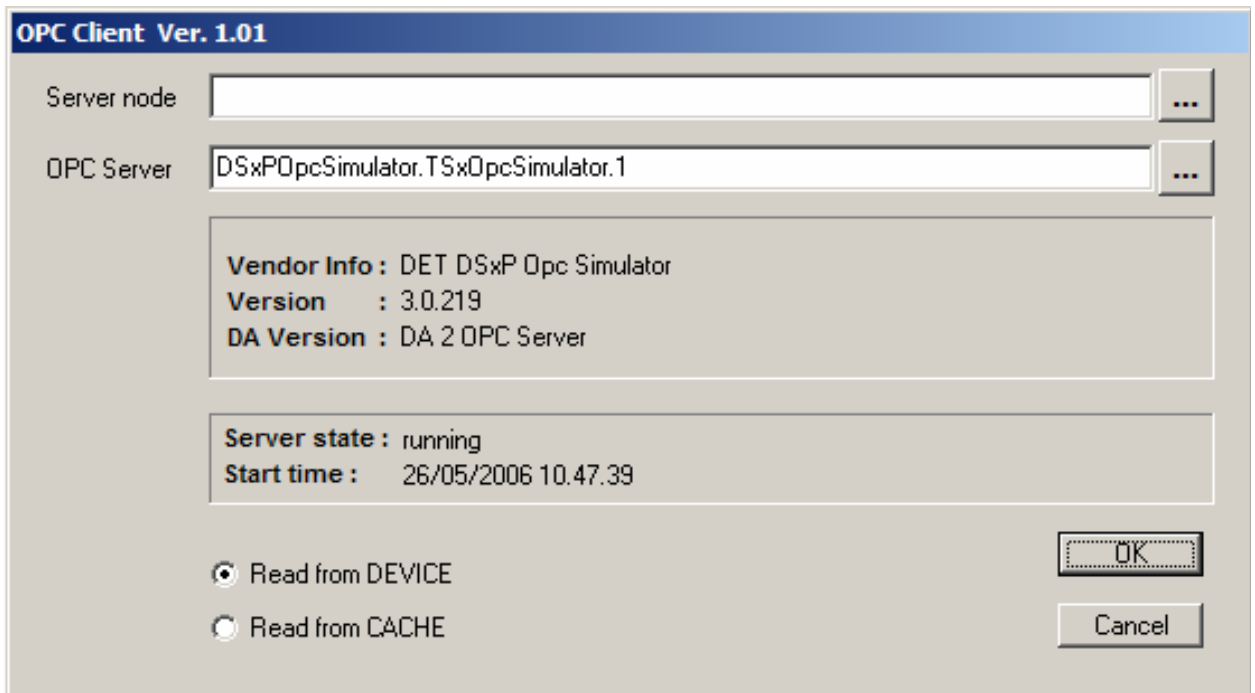 OPC Client Ver. 1.01
Server node ...
OPC Server DSxPOpcSimulator.TSxOpcSimulator.1 ...
Vendor Info : DET DSxP Opc Simulator
Version : 3.0.219
DA Version : DA 2 OPC Server
Server state : running
Start time : 26/05/2006 10.47.39
Read from DEVICE
OK
Read from CACHE
Cancel